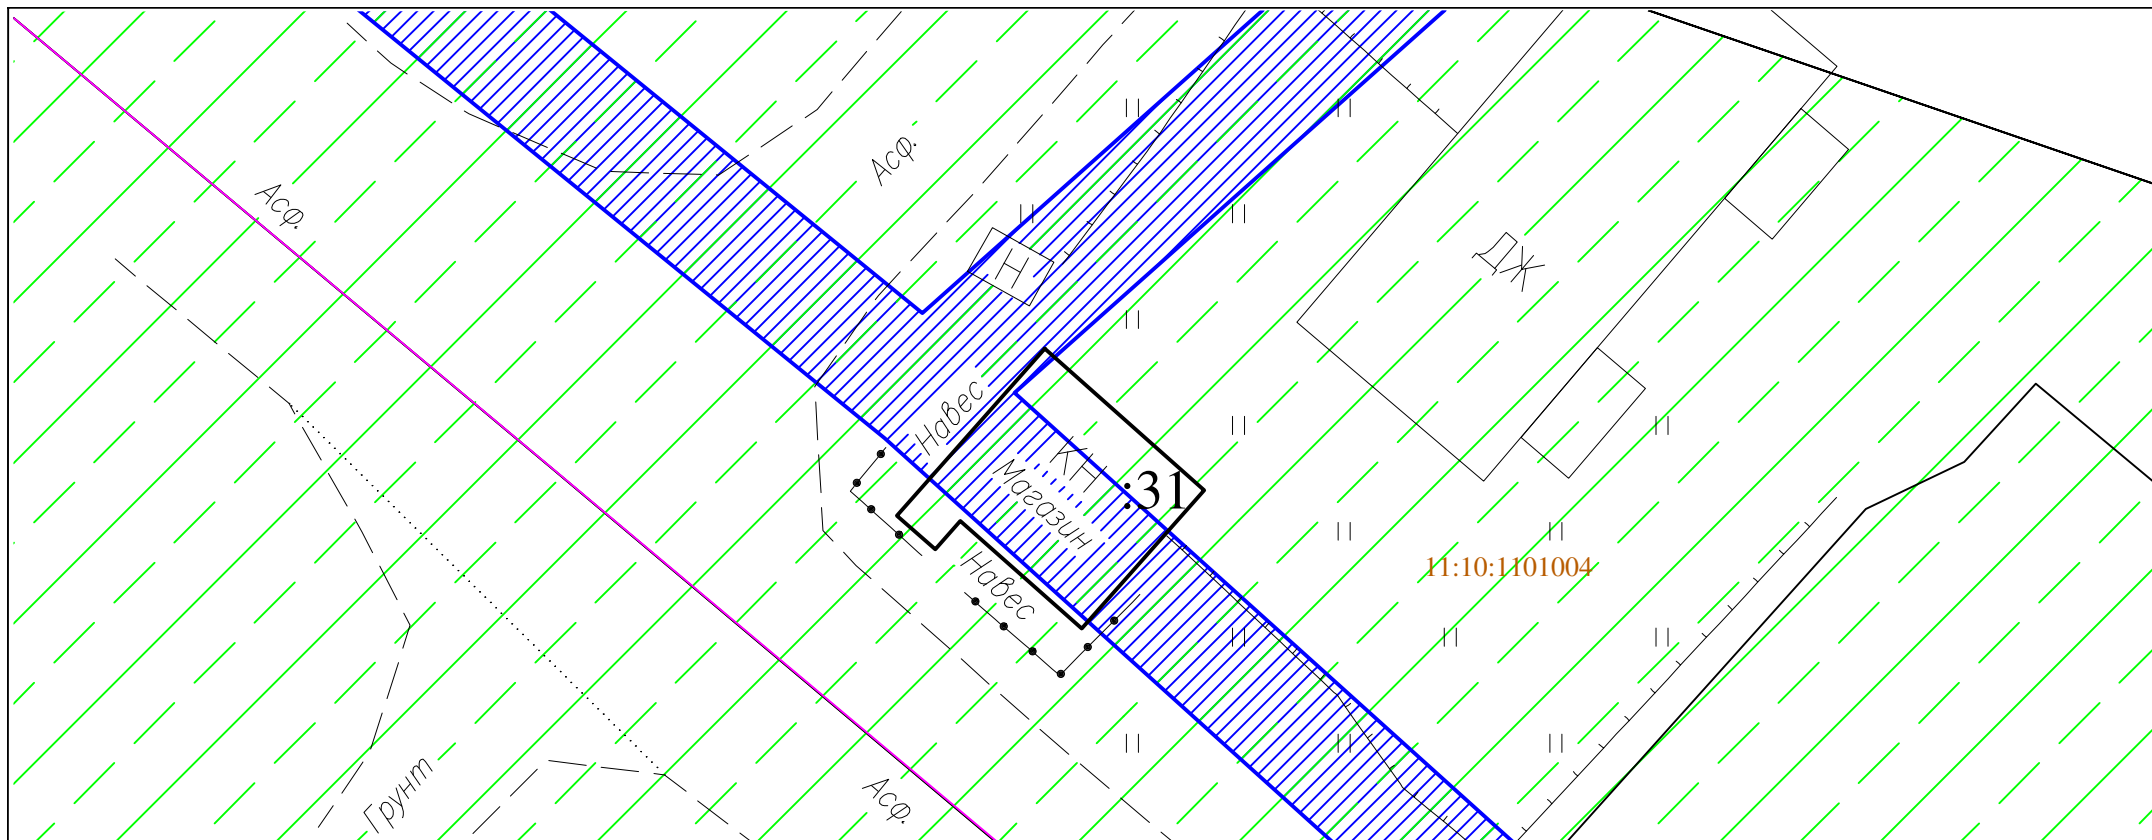 Асф.
Асф.
Н
ДЖ
Навес
КН
Магазин
:31
Навес
11:10:1101004
Грунт
Асф.